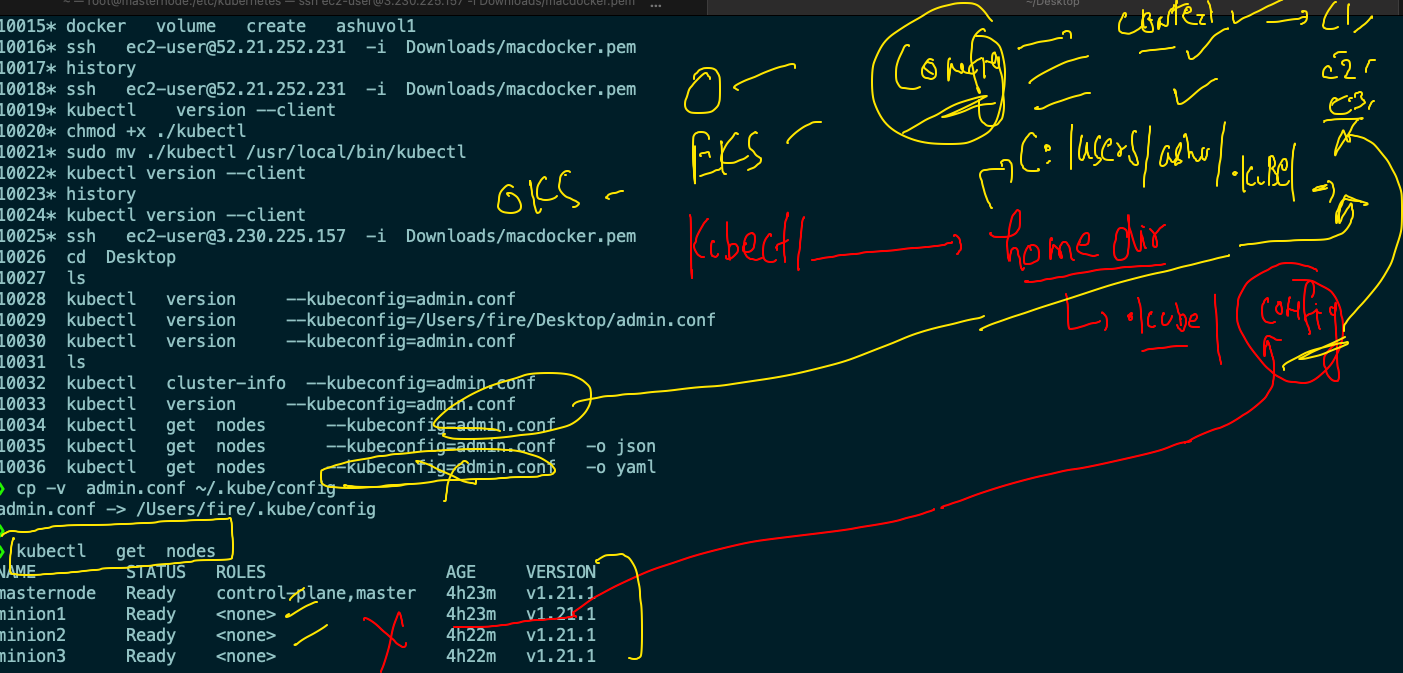 ~ — root@masternode:/etc/kubernetes — ssh ec2-user@3.230.225.157 -i Downloads/macdocker.pem ...
~/Desktop
10015* docker volume create ashuvol1
10016* ssh ec2-user@52.21.252.231 -i Downloads/macdocker.pem
10017* history
10018* ssh ec2-user@52.21.252.231 -i Downloads/macdocker.pem
10019* kubectl version --client
10020* chmod +x ./kubectl
10021* sudo mv ./kubectl /usr/local/bin/kubectl
10022* kubectl version --client
10023* history
10024* kubectl version --client
10025* ssh ec2-user@3.230.225.157 -i Downloads/macdocker.pem
10026 cd Desktop
10027 ls
10028 kubectl version --kubeconfig=admin.conf
10029 kubectl version --kubeconfig=/Users/fire/Desktop/admin.conf
10030 kubectl version --kubeconfig=admin.conf
10031 ls
10032 kubectl cluster-info --kubeconfig=admin.conf
10033 kubectl version --kubeconfig=admin.conf
10034 kubectl get nodes --kubeconfig=admin.conf
10035 kubectl get nodes --kubeconfig=admin.conf -o json
10036 kubectl get nodes --kubeconfig=admin.conf -o yaml
❯ cp -v admin.conf ~/.kube/config
admin.conf -> /Users/fire/.kube/config
❯
❯ kubectl get nodes
NAME STATUS ROLES AGE VERSION
masternode Ready control-plane,master 4h23m v1.21.1
minion1 Ready <none> 4h23m v1.21.1
minion2 Ready <none> 4h22m v1.21.1
minion3 Ready <none> 4h22m v1.21.1
context C1
config
c2
c3
O
EKS
OKS
C:/users/ashu/.kube/
kubectl home dir
.kube/ config